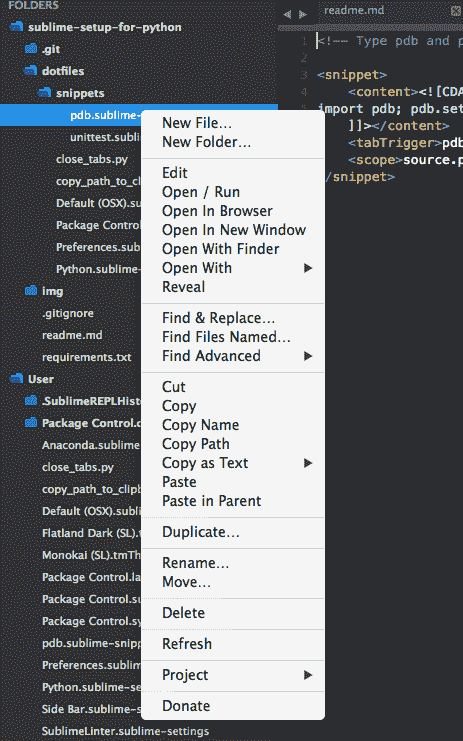 FOLDERS
sublime-setup-for-python
.git
dotfiles
snippets
pdb.sublime-
unittest.subli
close_tabs.py
copy_path_to_cl
Default (OSX).su
Package Control
Preferences.sub
Python.sublime-
img
.gitignore
readme.md
requirements.txt
User
.SublimeREPLHist
Package Control.c
Anaconda.sublime
close_tabs.py
copy_path_to_clipb
Default (OSX).subli
Flatland Dark (SL).t
Monokai (SL).tmTh
Package Control.la
Package Control.su
Package Control.sy
pdb.sublime-snipp
Preferences.sublim
Python.sublime-se
Side Bar.sublime-se
SublimeLinter.sublime-settings
New File...
New Folder...
Edit
Open / Run
Open In Browser
Open In New Window
Open With Finder
Open With
Reveal
Find & Replace...
Find Files Named...
Find Advanced
Cut
Copy
Copy Name
Copy Path
Copy as Text
Paste
Paste in Parent
Duplicate...
Rename...
Move...
Delete
Refresh
Project
Donate
readme.md
1 <!-- Type pdb and p
2
3 <snippet>
4 <content><![CDA
import pdb; pdb.set
]]></content>
<tabTrigger>pdb
<scope>source.p
/snippet>